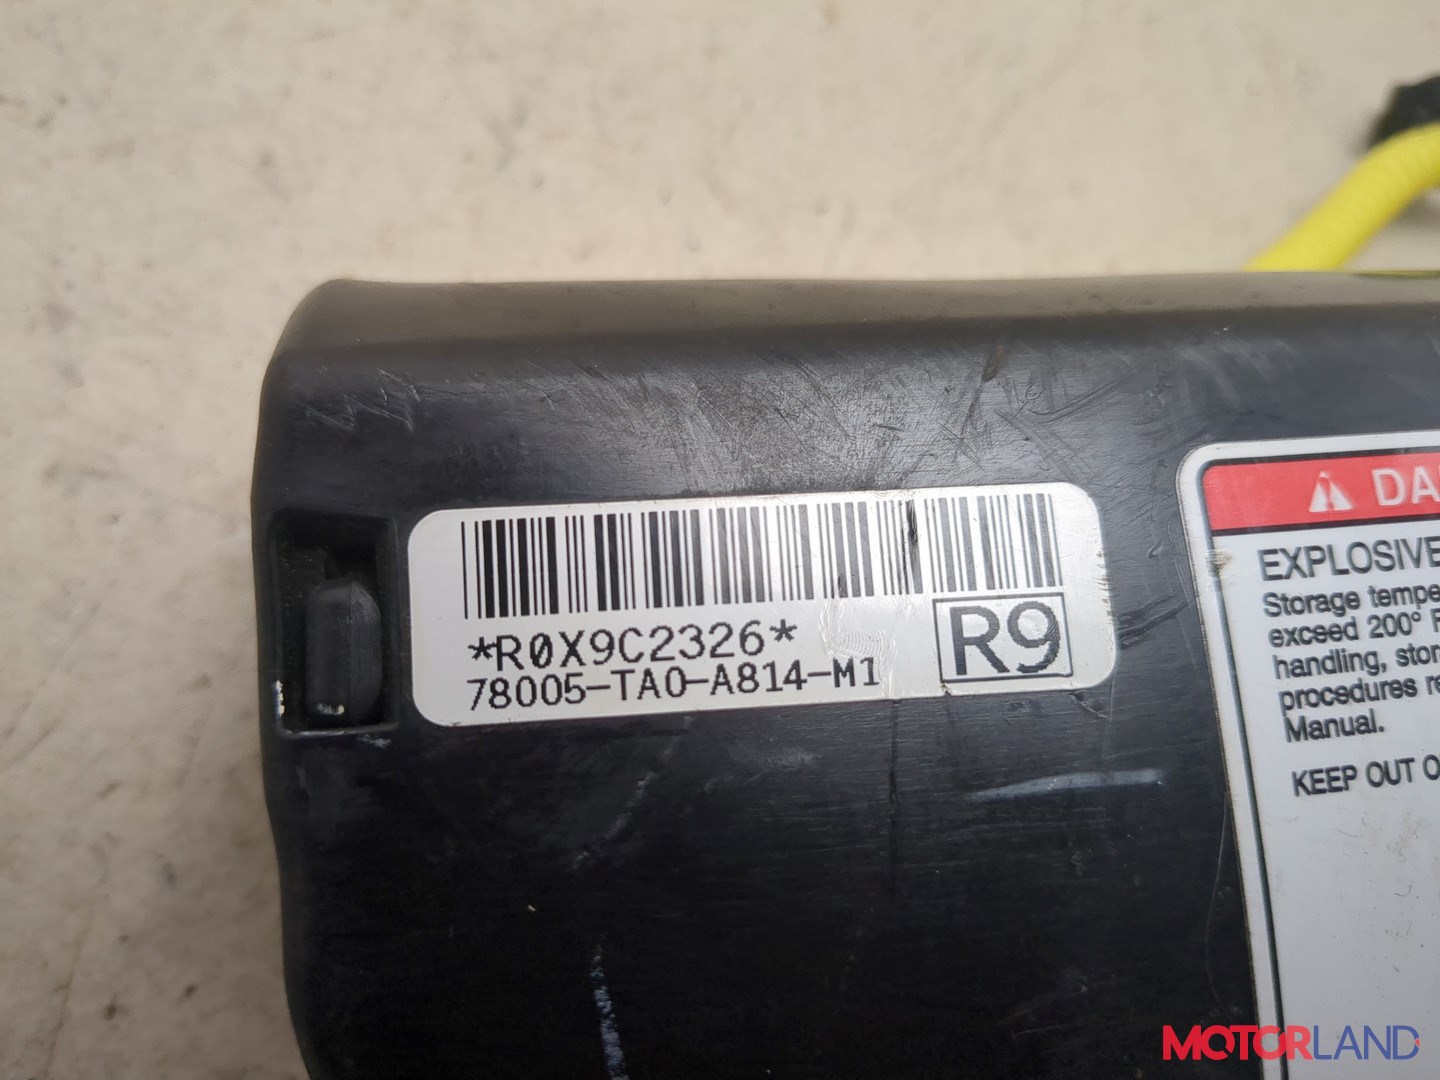 *R0X9C2326*
78005-TA0-A814-M1
R9
DA
EXPLOSIVE
Storage tempe
exceed 200° F
handling, stor
procedures re
Manual.
KEEP OUT O
MOTORLAND